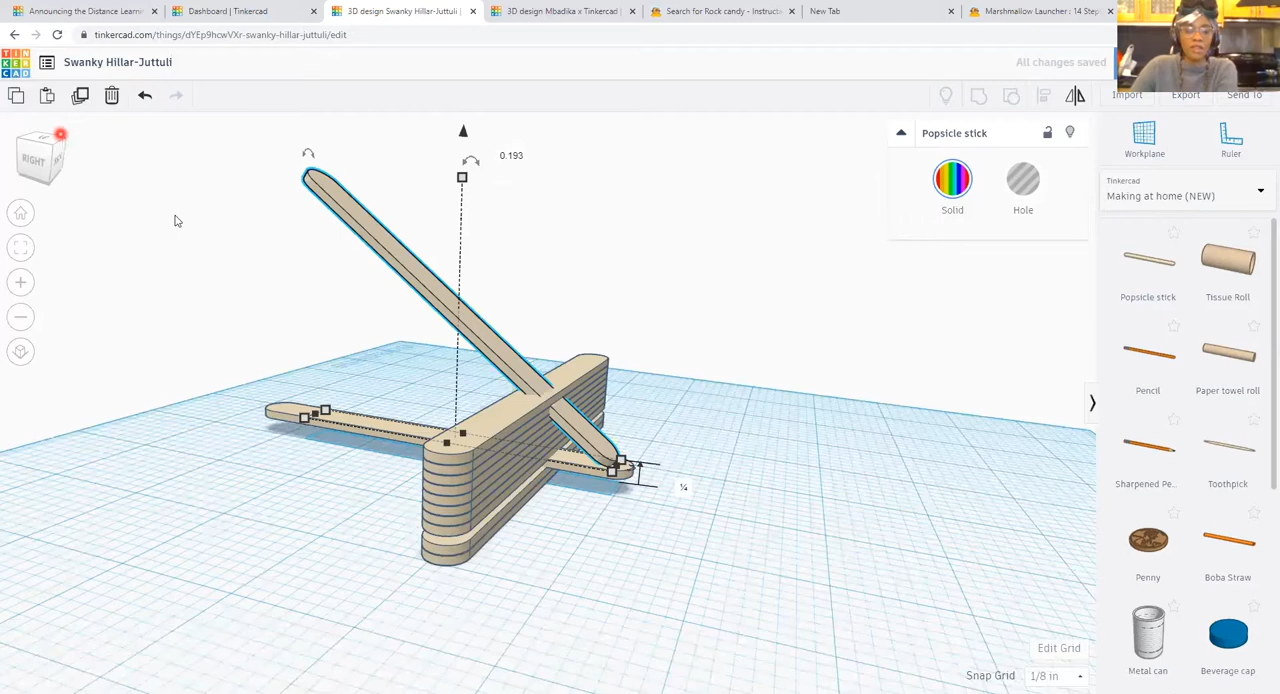 Announcing the Distance Learni
Dashboard | Tinkercad
3D design Swanky Hillar-Juttuli |
3D design Mbadika x Tinkercad |
Search for Rock candy - Instructa
New Tab
Marshmallow Launcher : 14 Step
tinkercad.com/things/dYEp9hcwVXr-swanky-hillar-juttuli/edit
TIN
KER
CAD
Swanky Hillar-Juttuli
All changes saved
Import
Export
Send To
0.193
Popsicle stick
Solid
Hole
Workplane
Ruler
RIGHT
Tinkercad
Making at home (NEW)
Popsicle stick
Tissue Roll
Pencil
Paper towel roll
Sharpened Pe...
Toothpick
1/4
Penny
Boba Straw
Edit Grid
Snap Grid
1/8 in
Metal can
Beverage cap